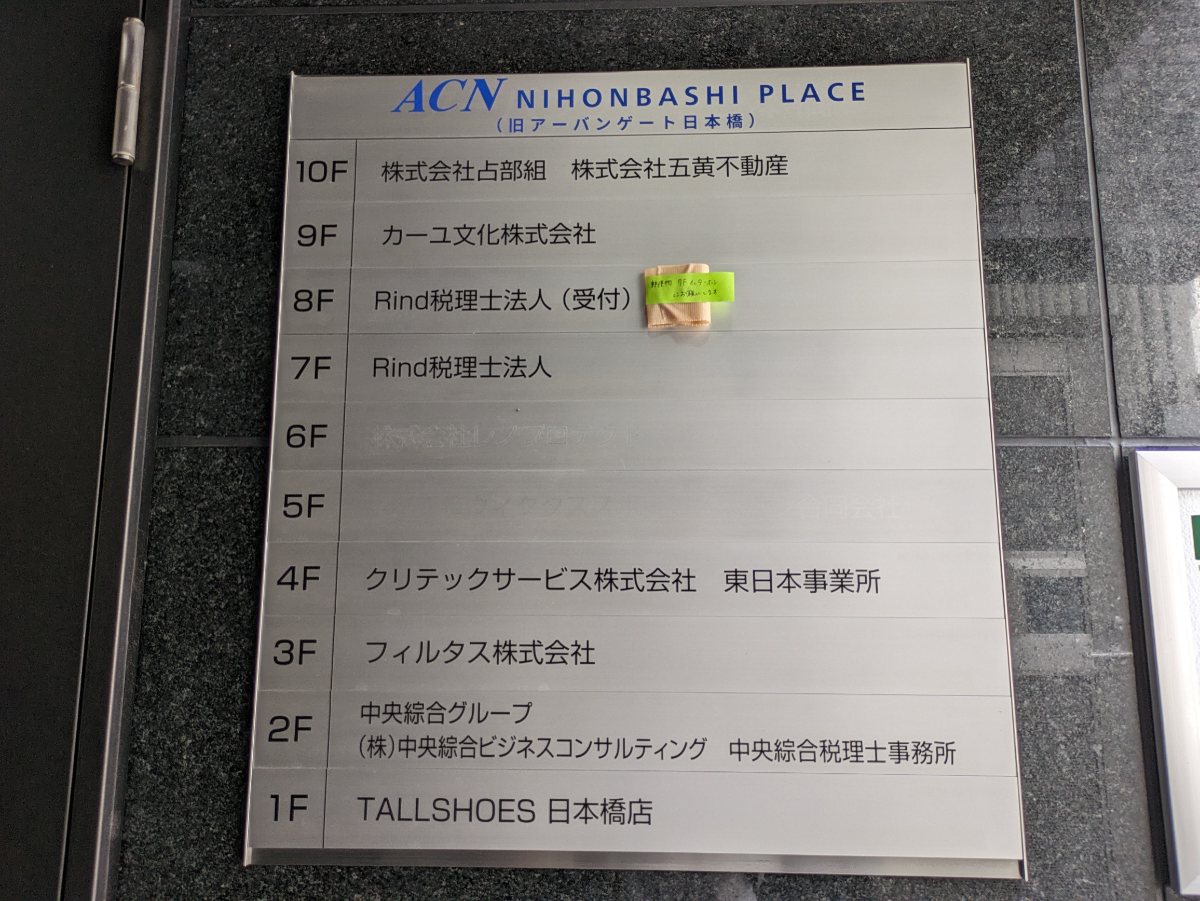 ACN NIHONBASHI PLACE
（旧アーバンゲート日本橋）
10F 株式会社占部組 株式会社五黄不動産
9F カーユ文化株式会社
8F Rind税理士法人（受付）
郵便物
7F Rind税理士法人
6F
5F 合同会社
4F クリテックサービス株式会社 東日本事業所
3F フィルタス株式会社
2F 中央綜合グループ
（株）中央綜合ビジネスコンサルティング 中央綜合税理士事務所
1F TALLSHOES 日本橋店